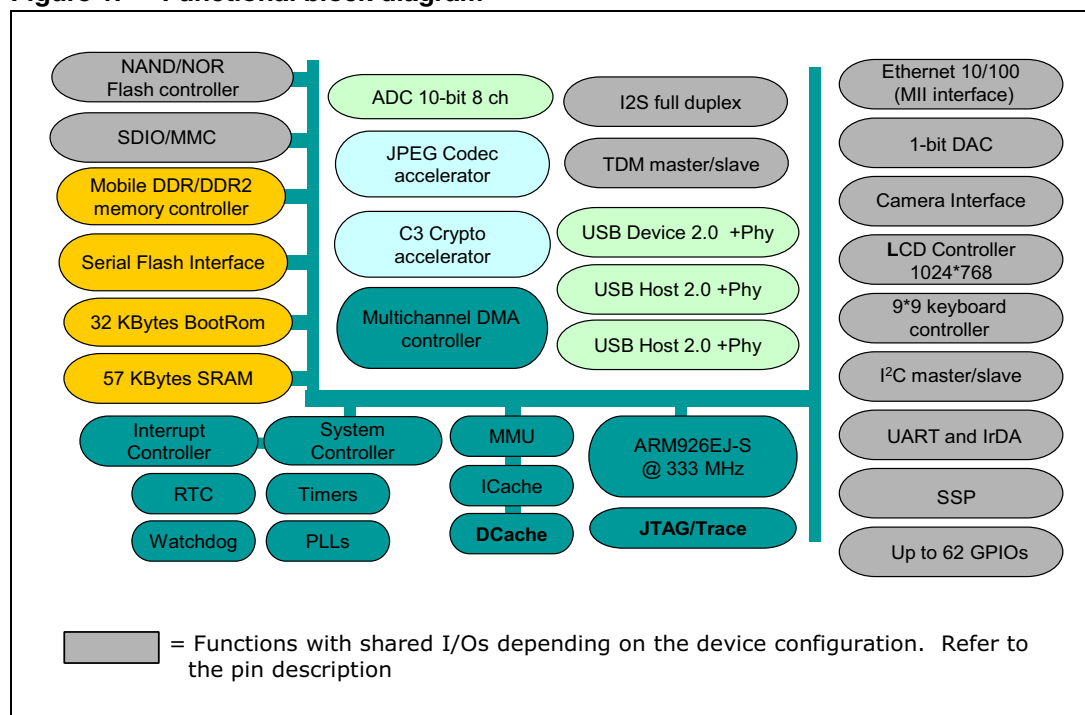 NAND/NOR
Flash controller
SDIO/MMC
Mobile DDR/DDR2
memory controller
Serial Flash Interface
32 KBytes BootRom
57 KBytes SRAM
ADC 10-bit 8 ch
JPEG Codec
accelerator
C3 Crypto
accelerator
Multichannel DMA
controller
I2S full duplex
TDM master/slave
USB Device 2.0 +Phy
USB Host 2.0 +Phy
USB Host 2.0 +Phy
Ethernet 10/100
(MII interface)
1-bit DAC
Camera Interface
LCD Controller
1024*768
9*9 keyboard
controller
I²C master/slave
UART and IrDA
SSP
Up to 62 GPIOs
Interrupt
Controller
System
Controller
RTC
Timers
Watchdog
PLLs
MMU
ICache
DCache
ARM926EJ-S
@ 333 MHz
JTAG/Trace
= Functions with shared I/Os depending on the device configuration. Refer to
the pin description